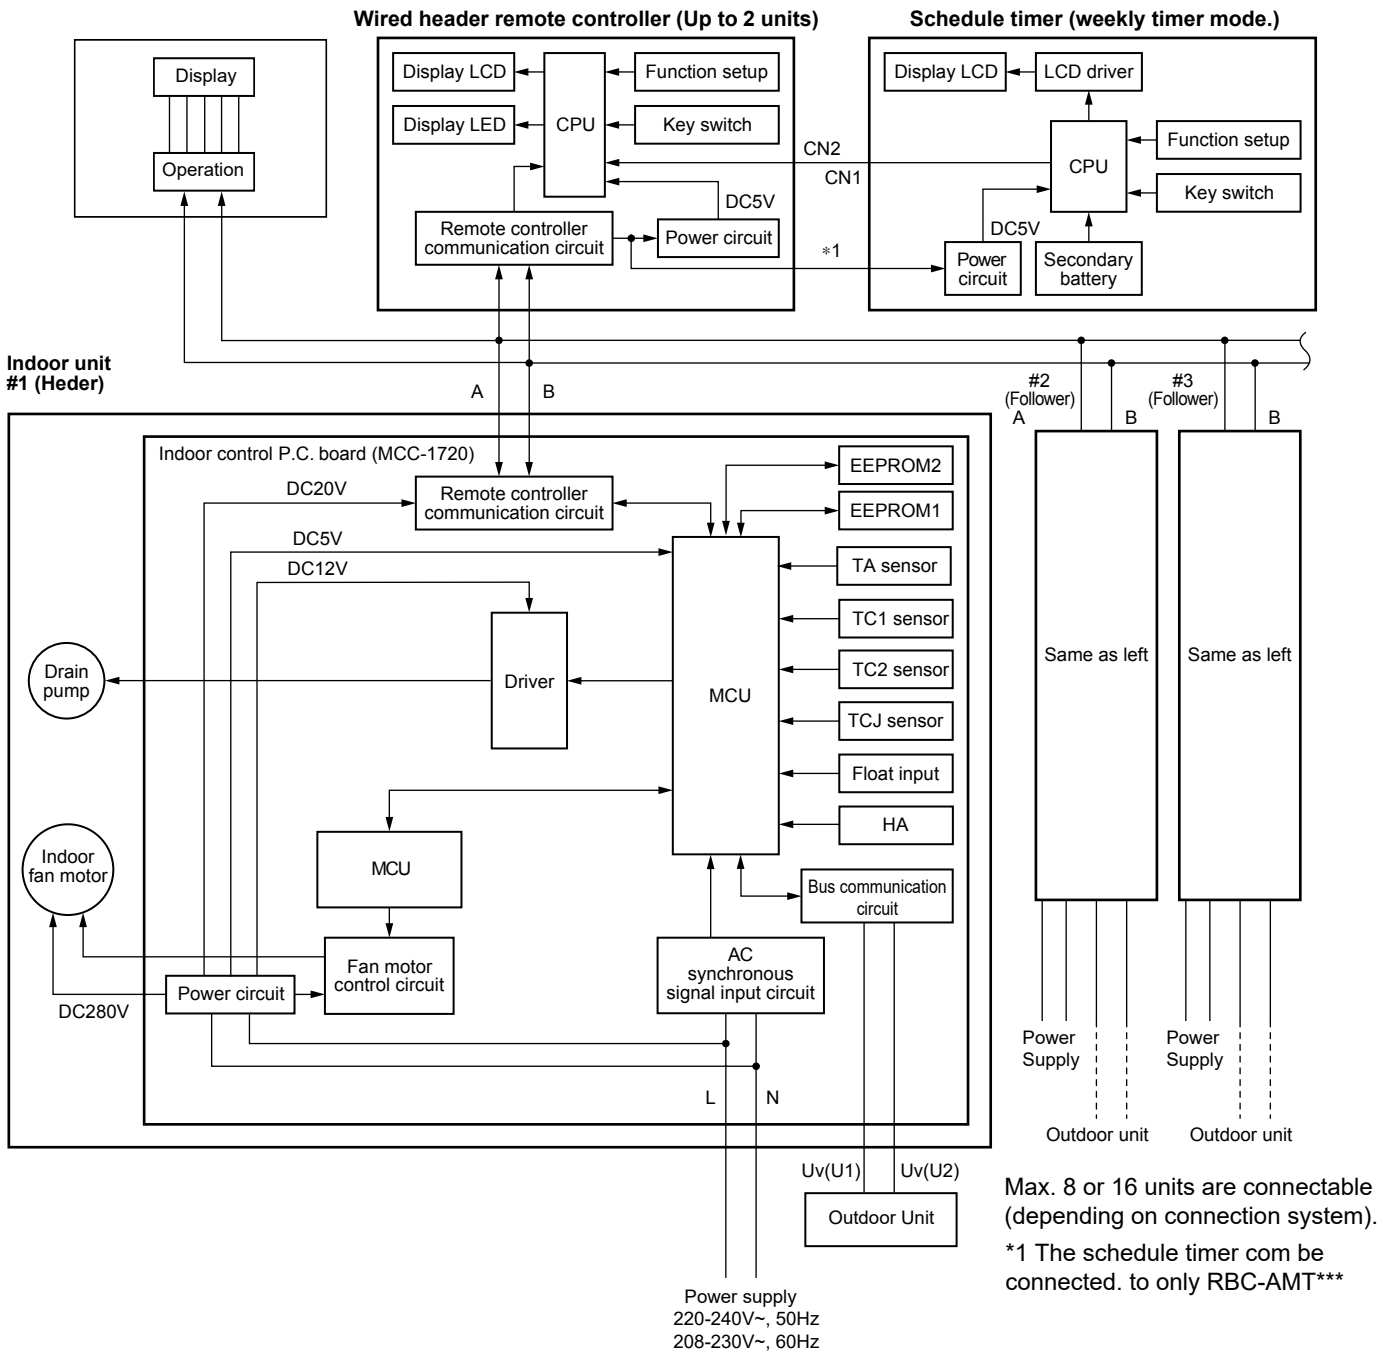 Wired header remote controller (Up to 2 units)
Schedule timer (weekly timer mode.)
Display
Operation
Display LCD
Function setup
Display LED
CPU
Key switch
Remote controller
communication circuit
DC5V
Power circuit
CN2
CN1
*1
Display LCD
LCD driver
Function setup
CPU
Key switch
DC5V
Power
circuit
Secondary
battery
Indoor unit
#1 (Heder)
A
B
#2
(Follower)
A
B
#3
(Follower)
B
Indoor control P.C. board (MCC-1720)
DC20V
Remote controller
communication circuit
EEPROM2
EEPROM1
DC5V
DC12V
TA sensor
TC1 sensor
TC2 sensor
TCJ sensor
Float input
HA
Drain
pump
Driver
MCU
Same as left
Same as left
Indoor
fan motor
MCU
Bus communication
circuit
Fan motor
control circuit
AC
synchronous
signal input circuit
Power circuit
DC280V
L
N
Power
Supply
Power
Supply
Outdoor unit
Outdoor unit
Uv(U1)
Uv(U2)
Outdoor Unit
Max. 8 or 16 units are connectable
(depending on connection system).
*1 The schedule timer com be
connected. to only RBC-AMT***
Power supply
220-240V~, 50Hz
208-230V~, 60Hz